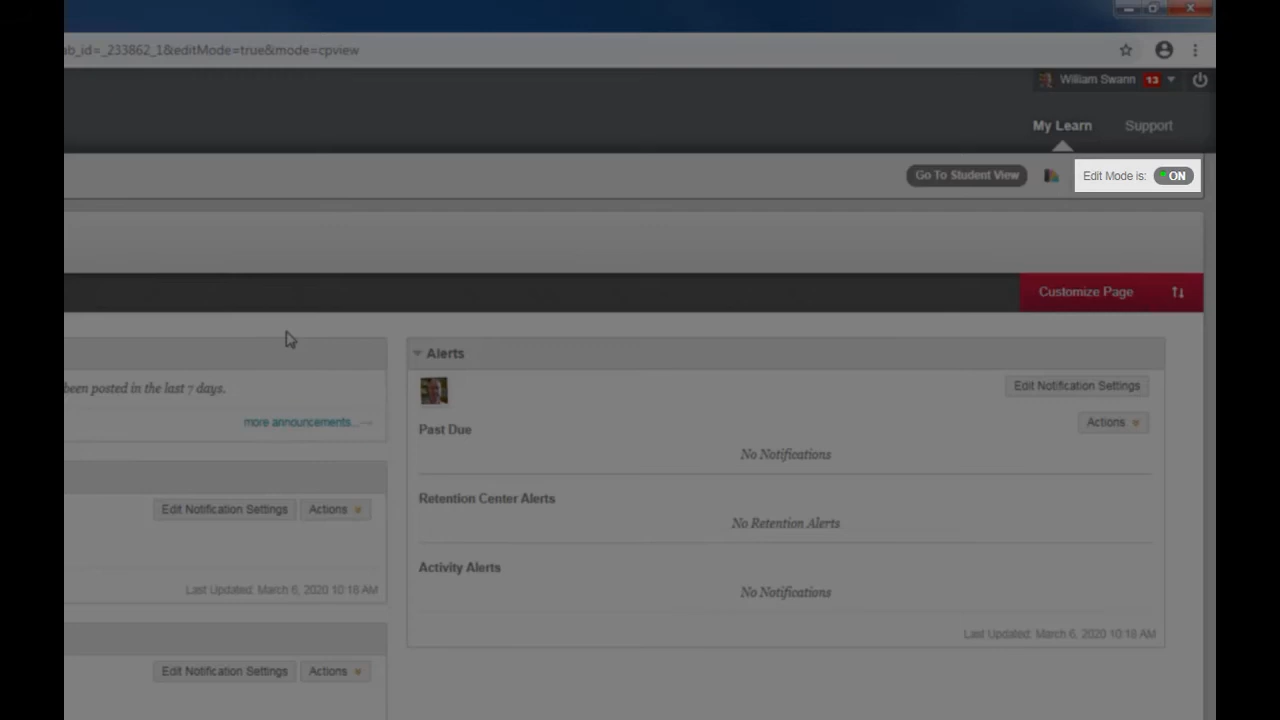 ab_id=_233862_1&editMode=true&mode=cpview
William Swann 13
My Learn Support
Go To Student View Edit Mode is: ON
Customize Page
Alerts
been posted in the last 7 days.
Edit Notification Settings
more announcements...
Actions
Past Due
No Notifications
Retention Center Alerts
Edit Notification Settings Actions
No Retention Alerts
Activity Alerts
Last Updated: March 6, 2020 10:18 AM
No Notifications
Last Updated: March 6, 2020 10:18 AM
Edit Notification Settings Actions